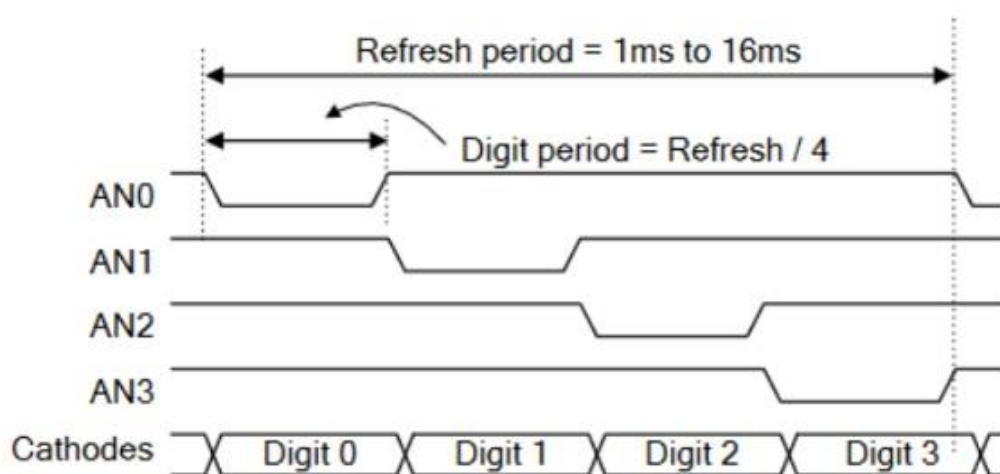 Refresh period = 1ms to 16ms
Digit period = Refresh / 4
AN0
AN1
AN2
AN3
Cathodes Digit 0 Digit 1 Digit 2 Digit 3